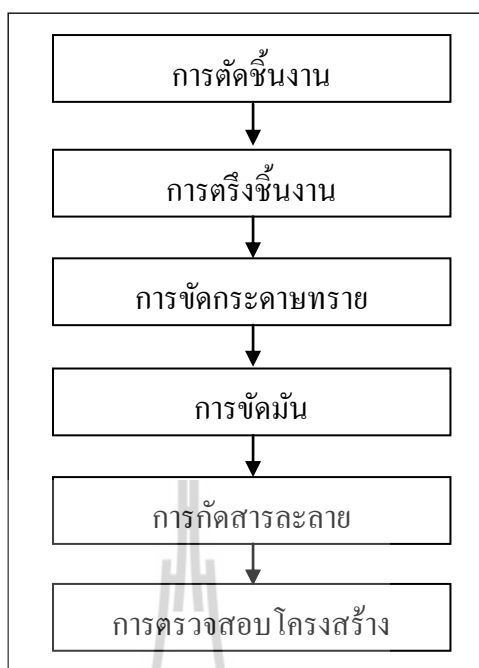 การตัดชิ้นงาน
การตรึงชิ้นงาน
การขัดกระดาษทราย
การขัดมัน
การกัดสารละลาย
การตรวจสอบโครงสร้าง